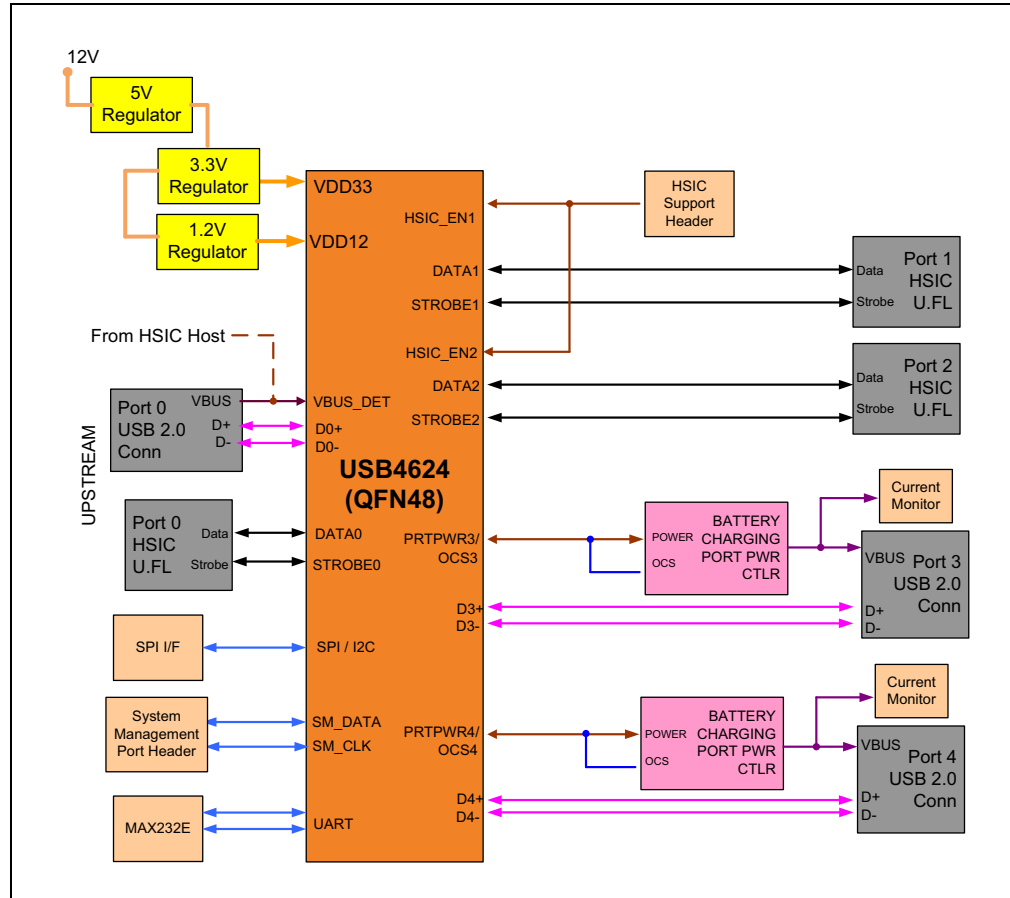 12V
5V
Regulator
3.3V
Regulator
1.2V
Regulator
VDD33
VDD12
HSIC_EN1
HSIC
Support
Header
DATA1
STROBE1
Data
Strobe
Port 1
HSIC
U.FL
HSIC_EN2
DATA2
STROBE2
Data
Strobe
Port 2
HSIC
U.FL
From HSIC Host
UPSTREAM
Port 0
USB 2.0
Conn
VBUS
D+
D-
VBUS_DET
D0+
D0-
USB4624
(QFN48)
Port 0
HSIC
U.FL
Data
Strobe
DATA0
STROBE0
PRTPWR3/
OCS3
POWER
OCS
BATTERY
CHARGING
PORT PWR
CTLR
Current
Monitor
VBUS
Port 3
USB 2.0
Conn
D+
D-
D3+
D3-
SPI I/F
SPI / I2C
System
Management
Port Header
SM_DATA
SM_CLK
PRTPWR4/
OCS4
POWER
OCS
BATTERY
CHARGING
PORT PWR
CTLR
Current
Monitor
VBUS
Port 4
USB 2.0
Conn
D+
D-
D4+
D4-
MAX232E
UART